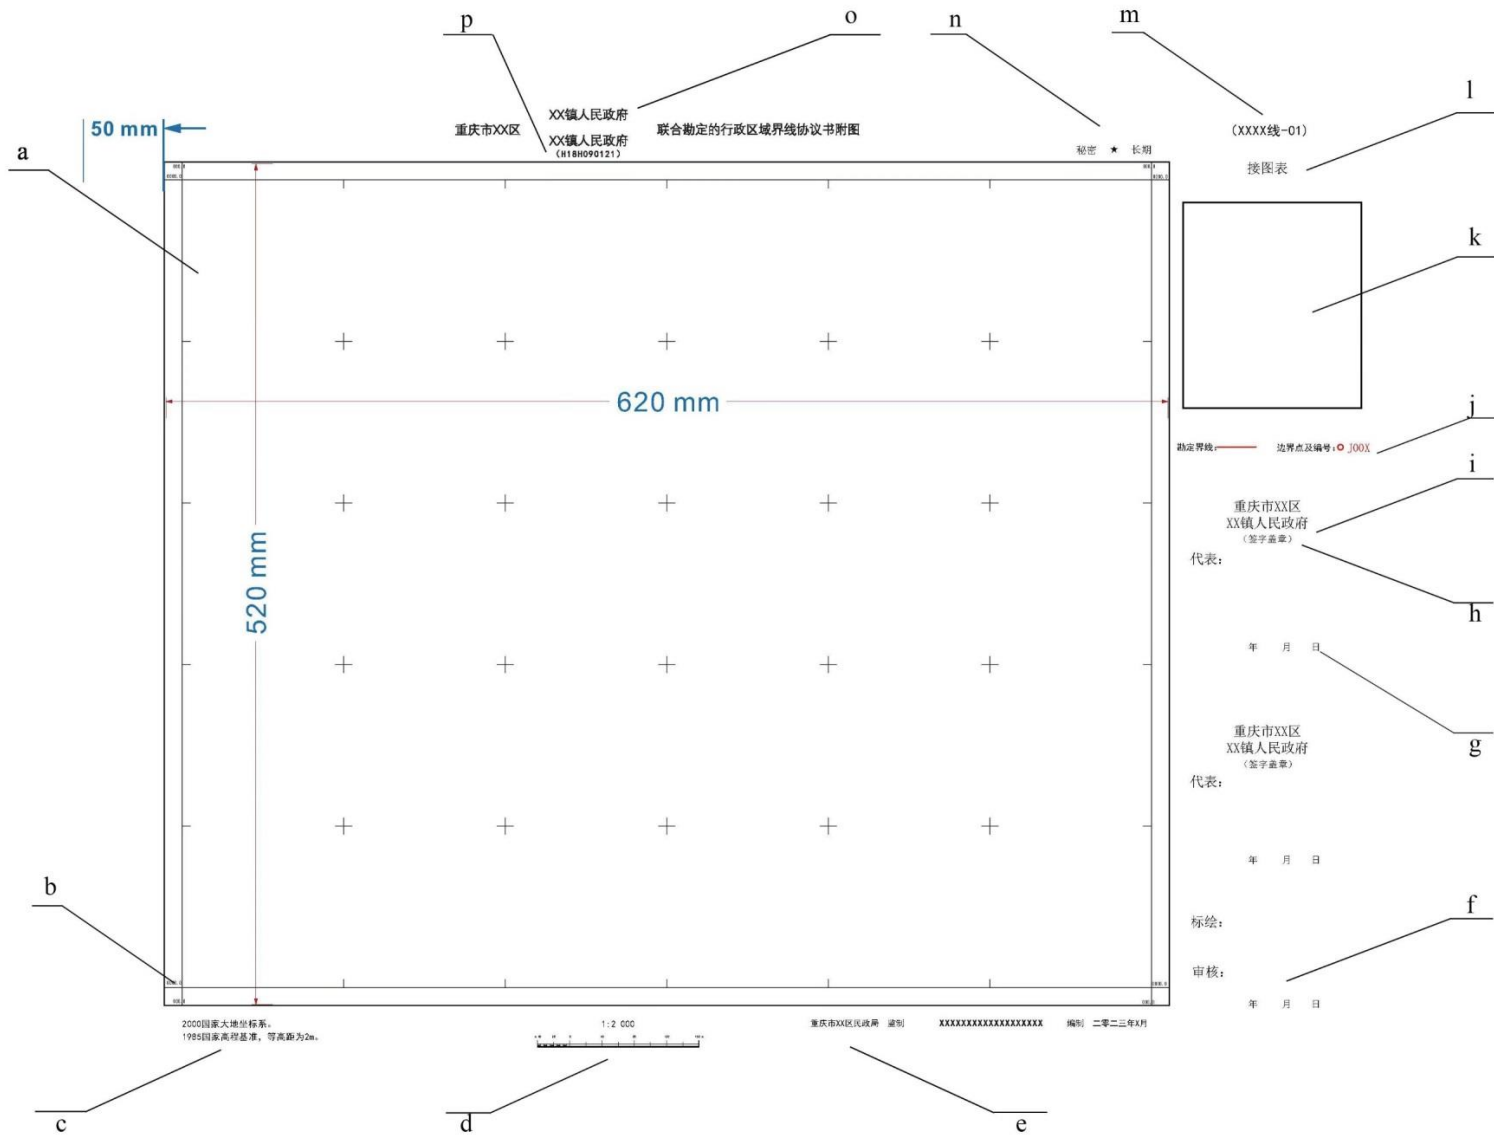 p
o
n
m
l
50 mm
XX镇人民政府
重庆市XX区
联合勘定的行政区域界线协议书附图
XX镇人民政府
(H18H090121)
秘密 ★ 长期
(XXXX线-01)
接图表
a
k
620 mm
j
勘定界线:
边界点及编号: J00X
i
重庆市XX区
XX镇人民政府
(签字盖章)
代表:
520 mm
h
年 月 日
g
重庆市XX区
XX镇人民政府
(签字盖章)
代表:
年 月 日
b
f
标绘:
审核:
年 月 日
2000国家大地坐标系。
1985国家高程基准, 等高距为2m。
1:2 000
重庆市XX区民政局 监制 XXXXXXXXXXXXXXXXXXX 编制 二零二三年X月
c
d
e